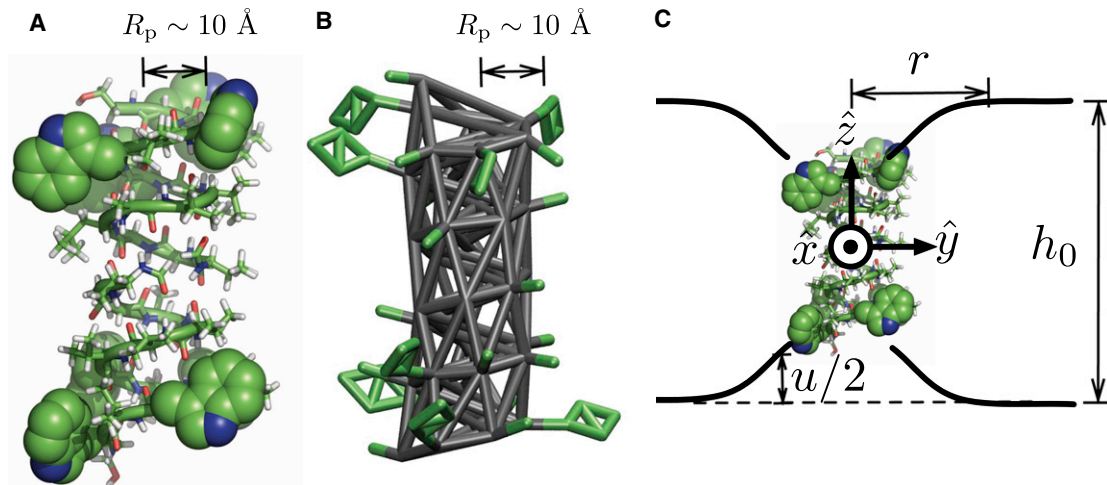 A
R_p ∼ 10 Å
B
R_p ∼ 10 Å
C
r
ẑ
x̂
ŷ
h_0
u/2